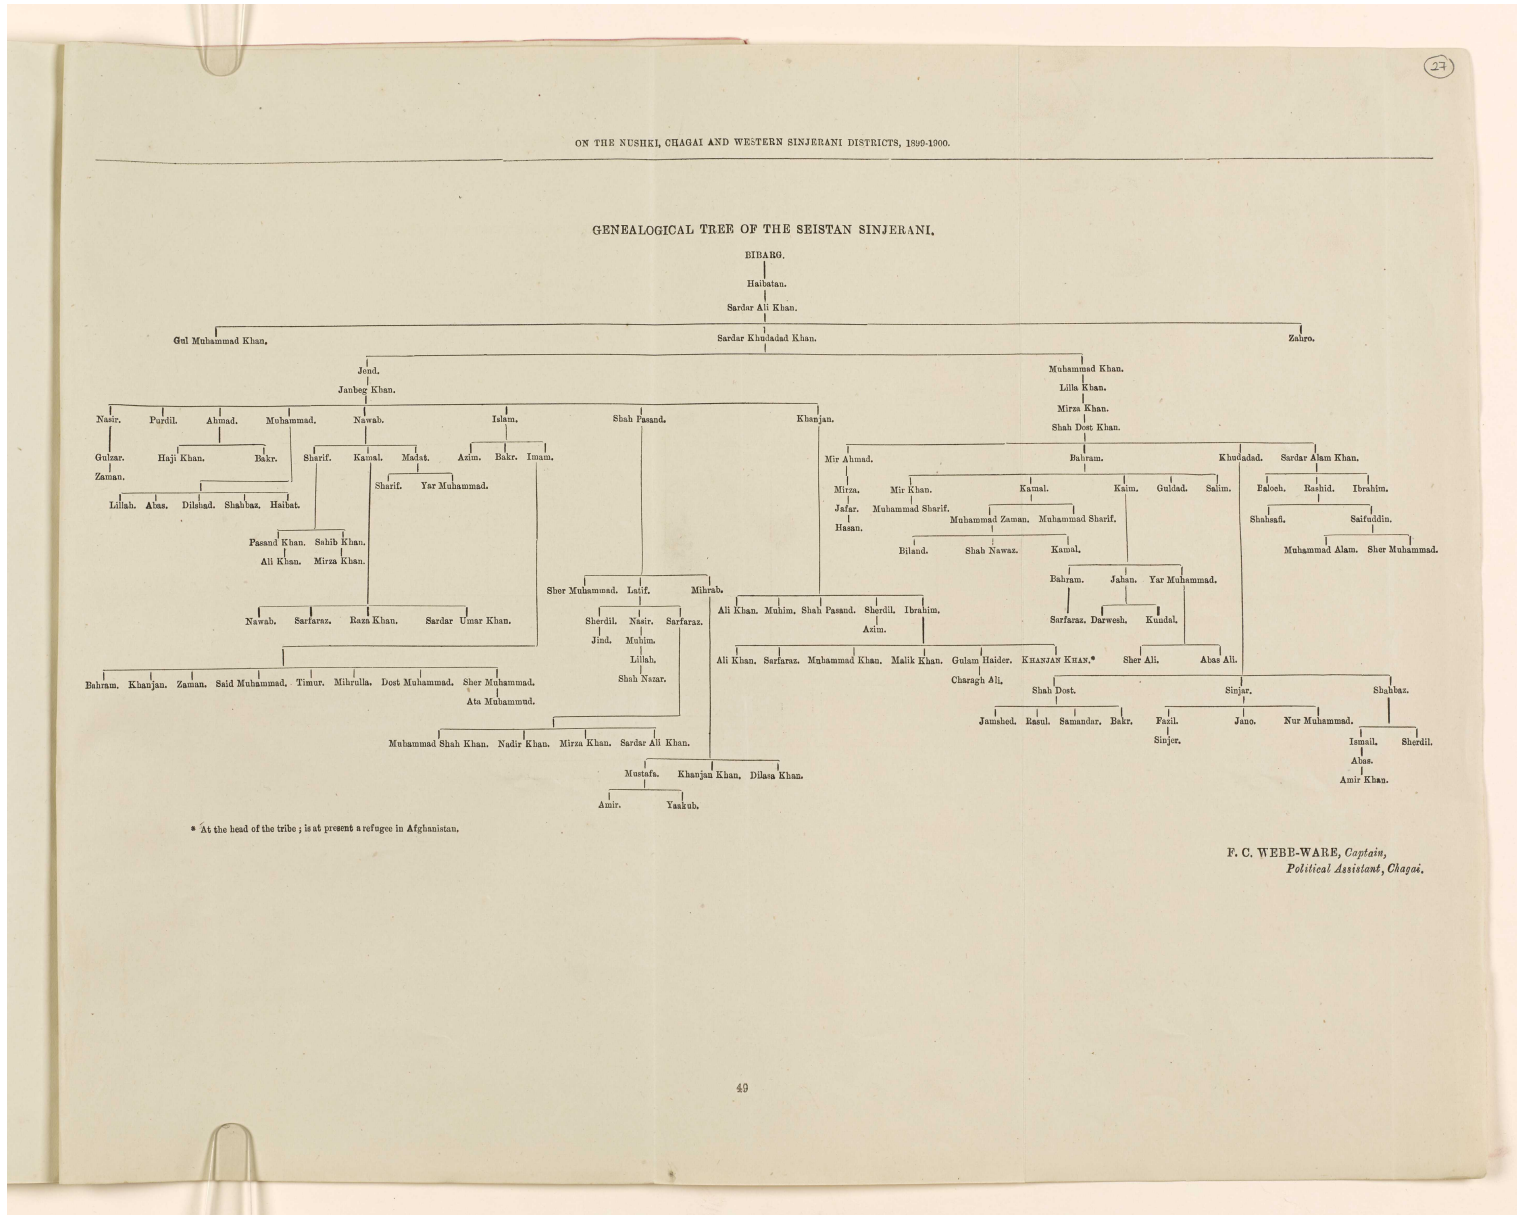 27
ON THE NUSHKI, CHAGAI AND WESTERN SINJERANI DISTRICTS, 1899-1900.
GENEALOGICAL TREE OF THE SEISTAN SINJERANI.
BIBARG.
Haibatan.
Sardar Ali Khan.
Gul Muhammad Khan. Sardar Khudadad Khan. Zahro.
Jend. Muhammad Khan.
Janbeg Khan. Lilla Khan.
Mirza Khan.
Nasir. Purdil. Ahmad. Muhammad. Nawab. Islam. Shah Pasand. Khanjan.
Shah Dost Khan.
Gulzar. Haji Khan. Bakr. Sharif. Kamal. Madat. Azim. Bakr. Imam. Mir Ahmad. Bahram. Khudadad. Sardar Alam Khan.
Zaman.
Sharif. Yar Muhammad. Mirza. Mir Khan. Kamal. Kaim. Guldad. Salim. Baloch. Rashid. Ibrahim.
Lillah. Abas. Dilshad. Shahbaz. Haibat. Jafar. Muhammad Sharif.
Muhammad Zaman. Muhammad Sharif. Shahsafi. Saifuddin.
Hasan.
Pasand Khan. Sahib Khan. Biland. Shah Nawaz. Kamal. Muhammad Alam. Sher Muhammad.
Ali Khan. Mirza Khan.
Bahram. Jahan. Yar Muhammad.
Sher Muhammad. Latif. Mihrab.
Ali Khan. Muhim. Shah Pasand. Sherdil. Ibrahim.
Nawab. Sarfaraz. Raza Khan. Sardar Umar Khan. Sherdil. Nasir. Sarfaraz. Sarfaraz. Darwesh. Kundal.
Azim.
Jind. Muhim.
Lillah. Ali Khan. Sarfaraz. Muhammad Khan. Malik Khan. Gulam Haider. KHANJAN KHAN.* Sher Ali. Abas Ali.
Shah Nazar. Charagh Ali.
Bahram. Khanjan. Zaman. Said Muhammad. Timur. Mihrulla. Dost Muhammad. Sher Muhammad.
Shah Dost. Sinjar. Shahbaz.
Ata Muhammud.
Jamshed. Rasul. Samandar. Bakr. Fazil. Jano. Nur Muhammad.
Muhammad Shah Khan. Nadir Khan. Mirza Khan. Sardar Ali Khan. Sinjer. Ismail. Sherdil.
Abas.
Mustafa. Khanjan Khan. Dilasa Khan. Amir Khan.
Amir. Yaakub.
* At the head of the tribe; is at present a refugee in Afghanistan.
F. C. WEBB-WARE, Captain,
Political Assistant, Chagai.
49